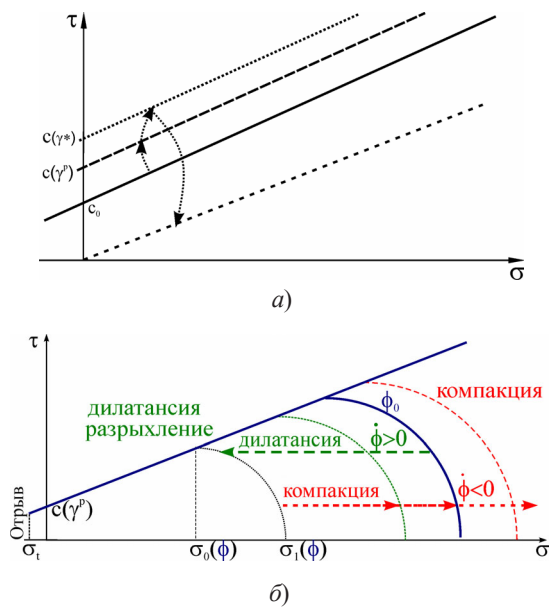 τ
c(γ*)
c(γᵖ)
c₀
σ
а)
τ
дилатансия
разрыхление
ϕ₀
компакция
дилатансия
ϕ̇>0
компакция
ϕ̇<0
Отрыв
c(γᵖ)
σₜ
σ₀(ϕ)
σ₁(ϕ)
σ
б)